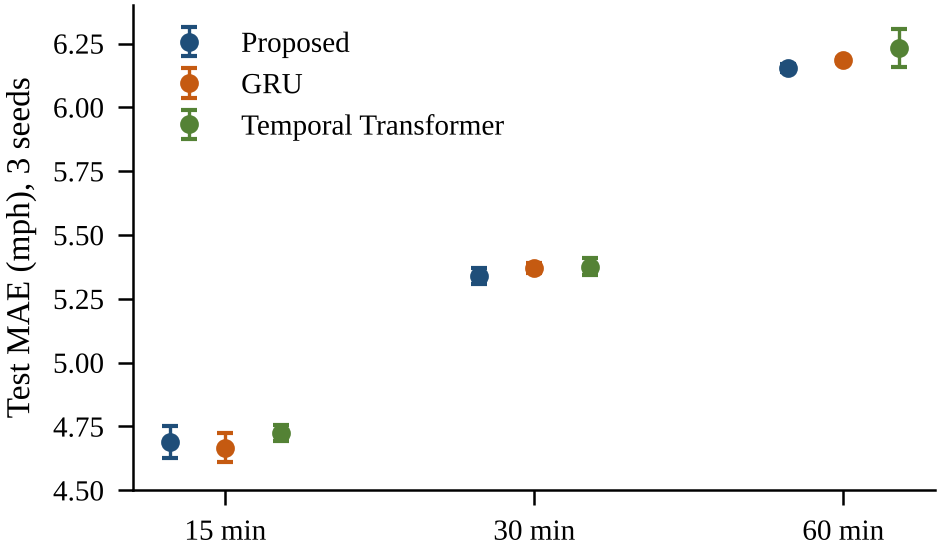 Test MAE (mph), 3 seeds
6.25
6.00
5.75
5.50
5.25
5.00
4.75
4.50
Proposed
GRU
Temporal Transformer
15 min
30 min
60 min